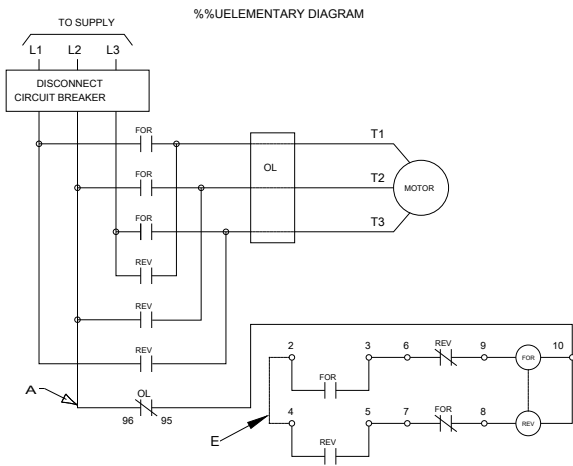 %%UELEMENTARY DIAGRAM
TO SUPPLY
L1 L2 L3
DISCONNECT
CIRCUIT BREAKER
FOR
T1
OL
FOR
T2
MOTOR
FOR
T3
REV
REV
REV
2 3 6 REV 9 FOR 10
FOR
A
OL
96 95
E
4 5 7 FOR 8 REV
REV